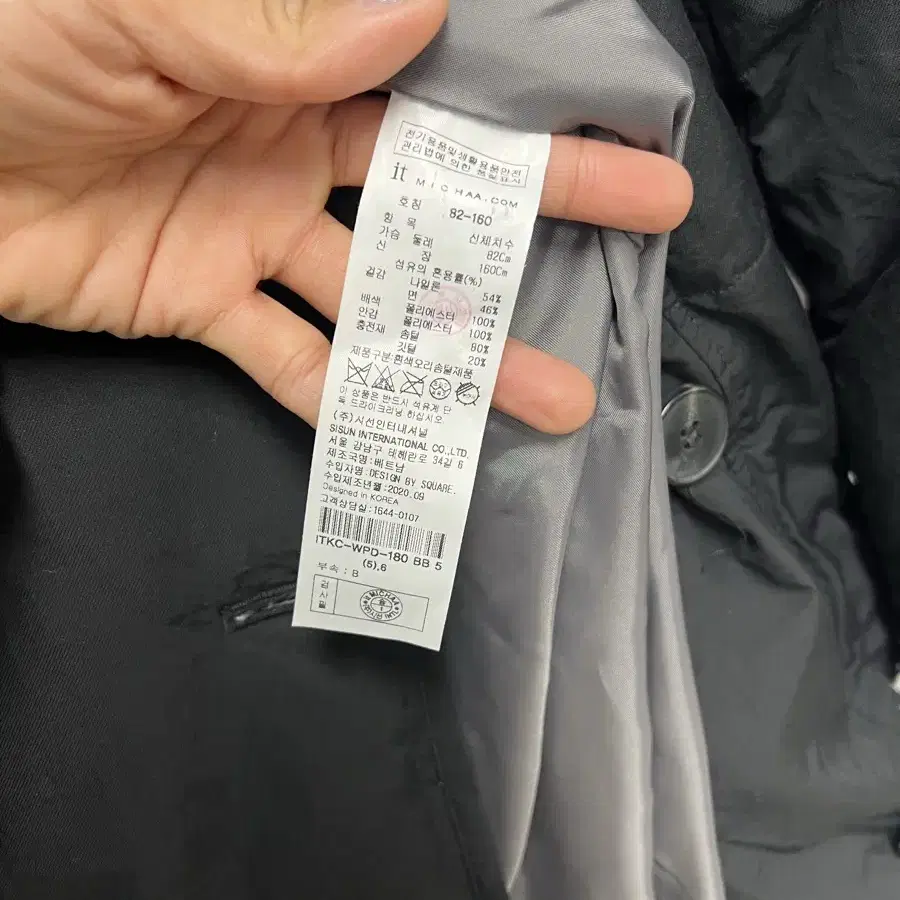 전기용품및생활용품안전
관리법에 의한 품질표시
it MICHAA.COM
호칭 82-160
항 목 신체치수
가슴 둘레 82Cm
신 장 160Cm
섬유의 혼용률(%)
겉감 나일론 54%
면 46%
배색 폴리에스터 100%
안감 폴리에스터 100%
충전재 솜털 80%
깃털 20%
제품구분:흰색오리솜털제품
이 상품은 반드시 석유계 단
독 드라이크리닝 하십시오
(주)시선인터내셔널
SISUN INTERNATIONAL CO.,LTD.
서울 강남구 테헤란로 34길 6
제조국명:베트남
수입자명:DESIGN BY SQUARE.
수입제조년월:2020.09
Designed in KOREA
고객상담실:1644-0107
ITKC-WPD-180 BB 5
(5),6
부속 : B
검사필
MICHAA